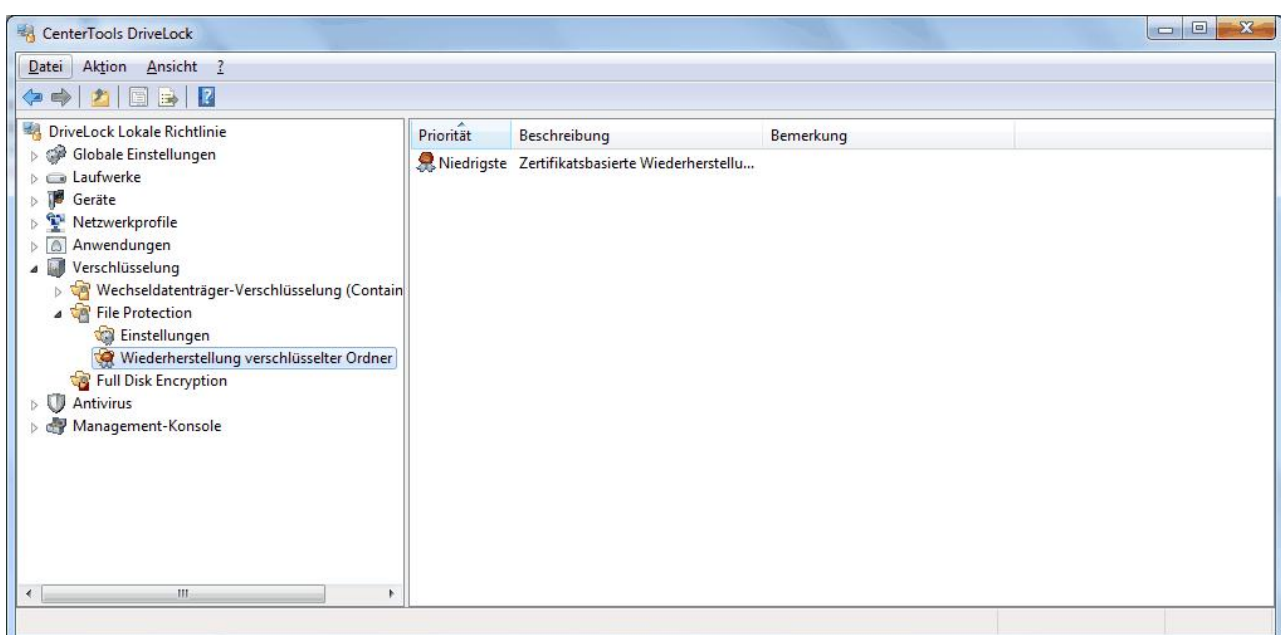 CenterTools DriveLock
Datei Aktion Ansicht ?
DriveLock Lokale Richtlinie
Globale Einstellungen
Laufwerke
Geräte
Netzwerkprofile
Anwendungen
Verschlüsselung
Wechseldatenträger-Verschlüsselung (Contain
File Protection
Einstellungen
Wiederherstellung verschlüsselter Ordner
Full Disk Encryption
Antivirus
Management-Konsole
Priorität Beschreibung Bemerkung
Niedrigste Zertifikatsbasierte Wiederherstellu...